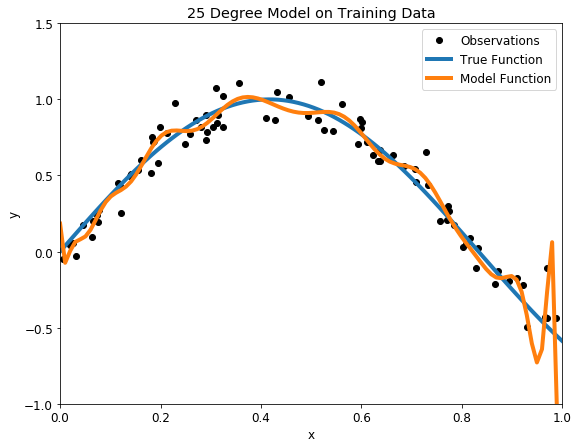 25 Degree Model on Training Data
Observations
True Function
Model Function
1.5
1.0
0.5
0.0
−0.5
−1.0
y
0.0 0.2 0.4 0.6 0.8 1.0
x